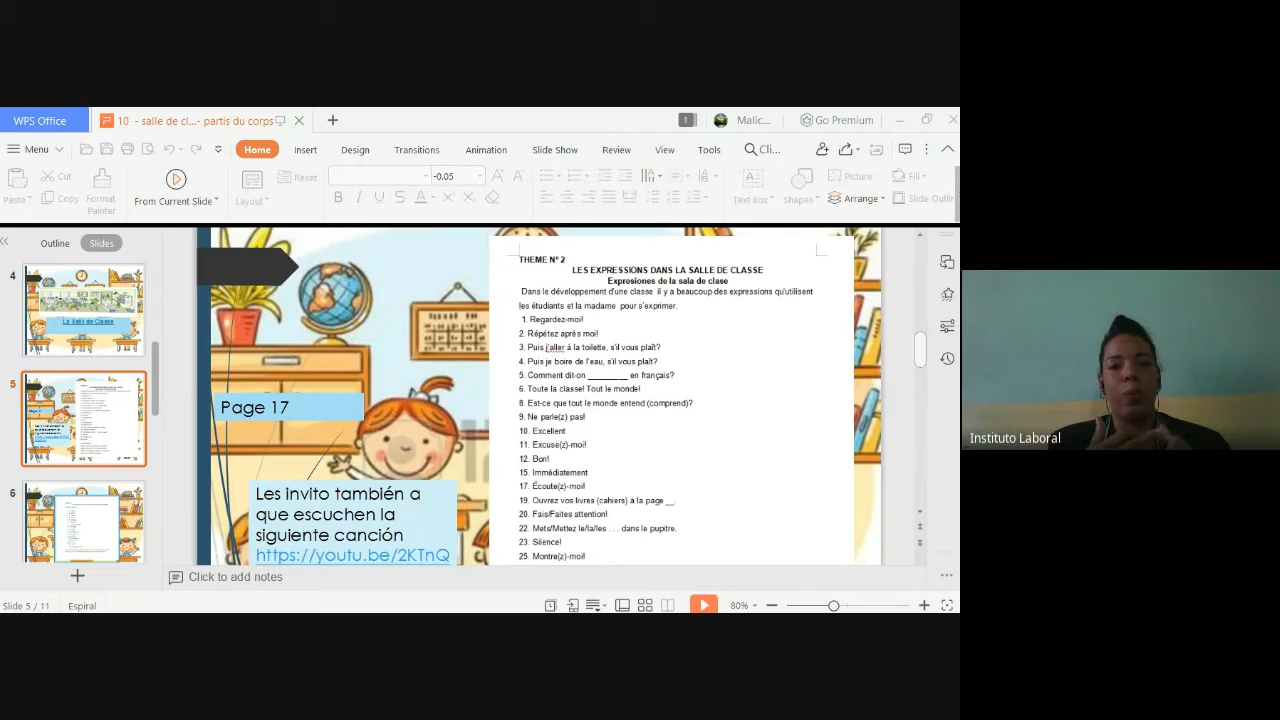 WPS Office
10 - salle de cl...- partis du corps
1
Malic...
Go Premium
Menu
Home
Insert
Design
Transitions
Animation
Slide Show
Review
View
Tools
Cli...
Paste
Cut
Copy
Format
Painter
From Current Slide
Layout
Reset
-0.05
Text Box
Shapes
Picture
Arrange
Fill
Slide Outlin
Outline
Slides
4
La Salle de Classe
5
6
Page 17
Les invito también a
que escuchen la
siguiente canción
https://youtu.be/2KTnQ
THEME Nº 2
LES EXPRESSIONS DANS LA SALLE DE CLASSE
Expresiones de la sala de clase
Dans le développement d'une classe il y a beaucoup des expressions qu'utilisent
les étudiants et la madame pour s'exprimer.
1. Regardez-moi!
2. Répétez après moi!
3. Puis j'aller à la toilette, s'il vous plaît?
4. Puis je boire de l'eau, s'il vous plaît?
5. Comment dit-on ________ en français?
6. Toute la classe! Tout le monde!
8. Est-ce que tout le monde entend (comprend)?
9. Ne parle(z) pas!
10. Excellent
11. Excuse(z)-moi!
12. Bon!
15. Immédiatement
17. Écoute(z)-moi!
19. Ouvrez vos livres (cahiers) à la page __.
20. Fais/Faites attention!
22. Mets/Mettez le/la/les . . . dans le pupitre.
23. Silence!
25. Montre(z)-moi!
Click to add notes
Slide 5 / 11
Espiral
80%
Instituto Laboral